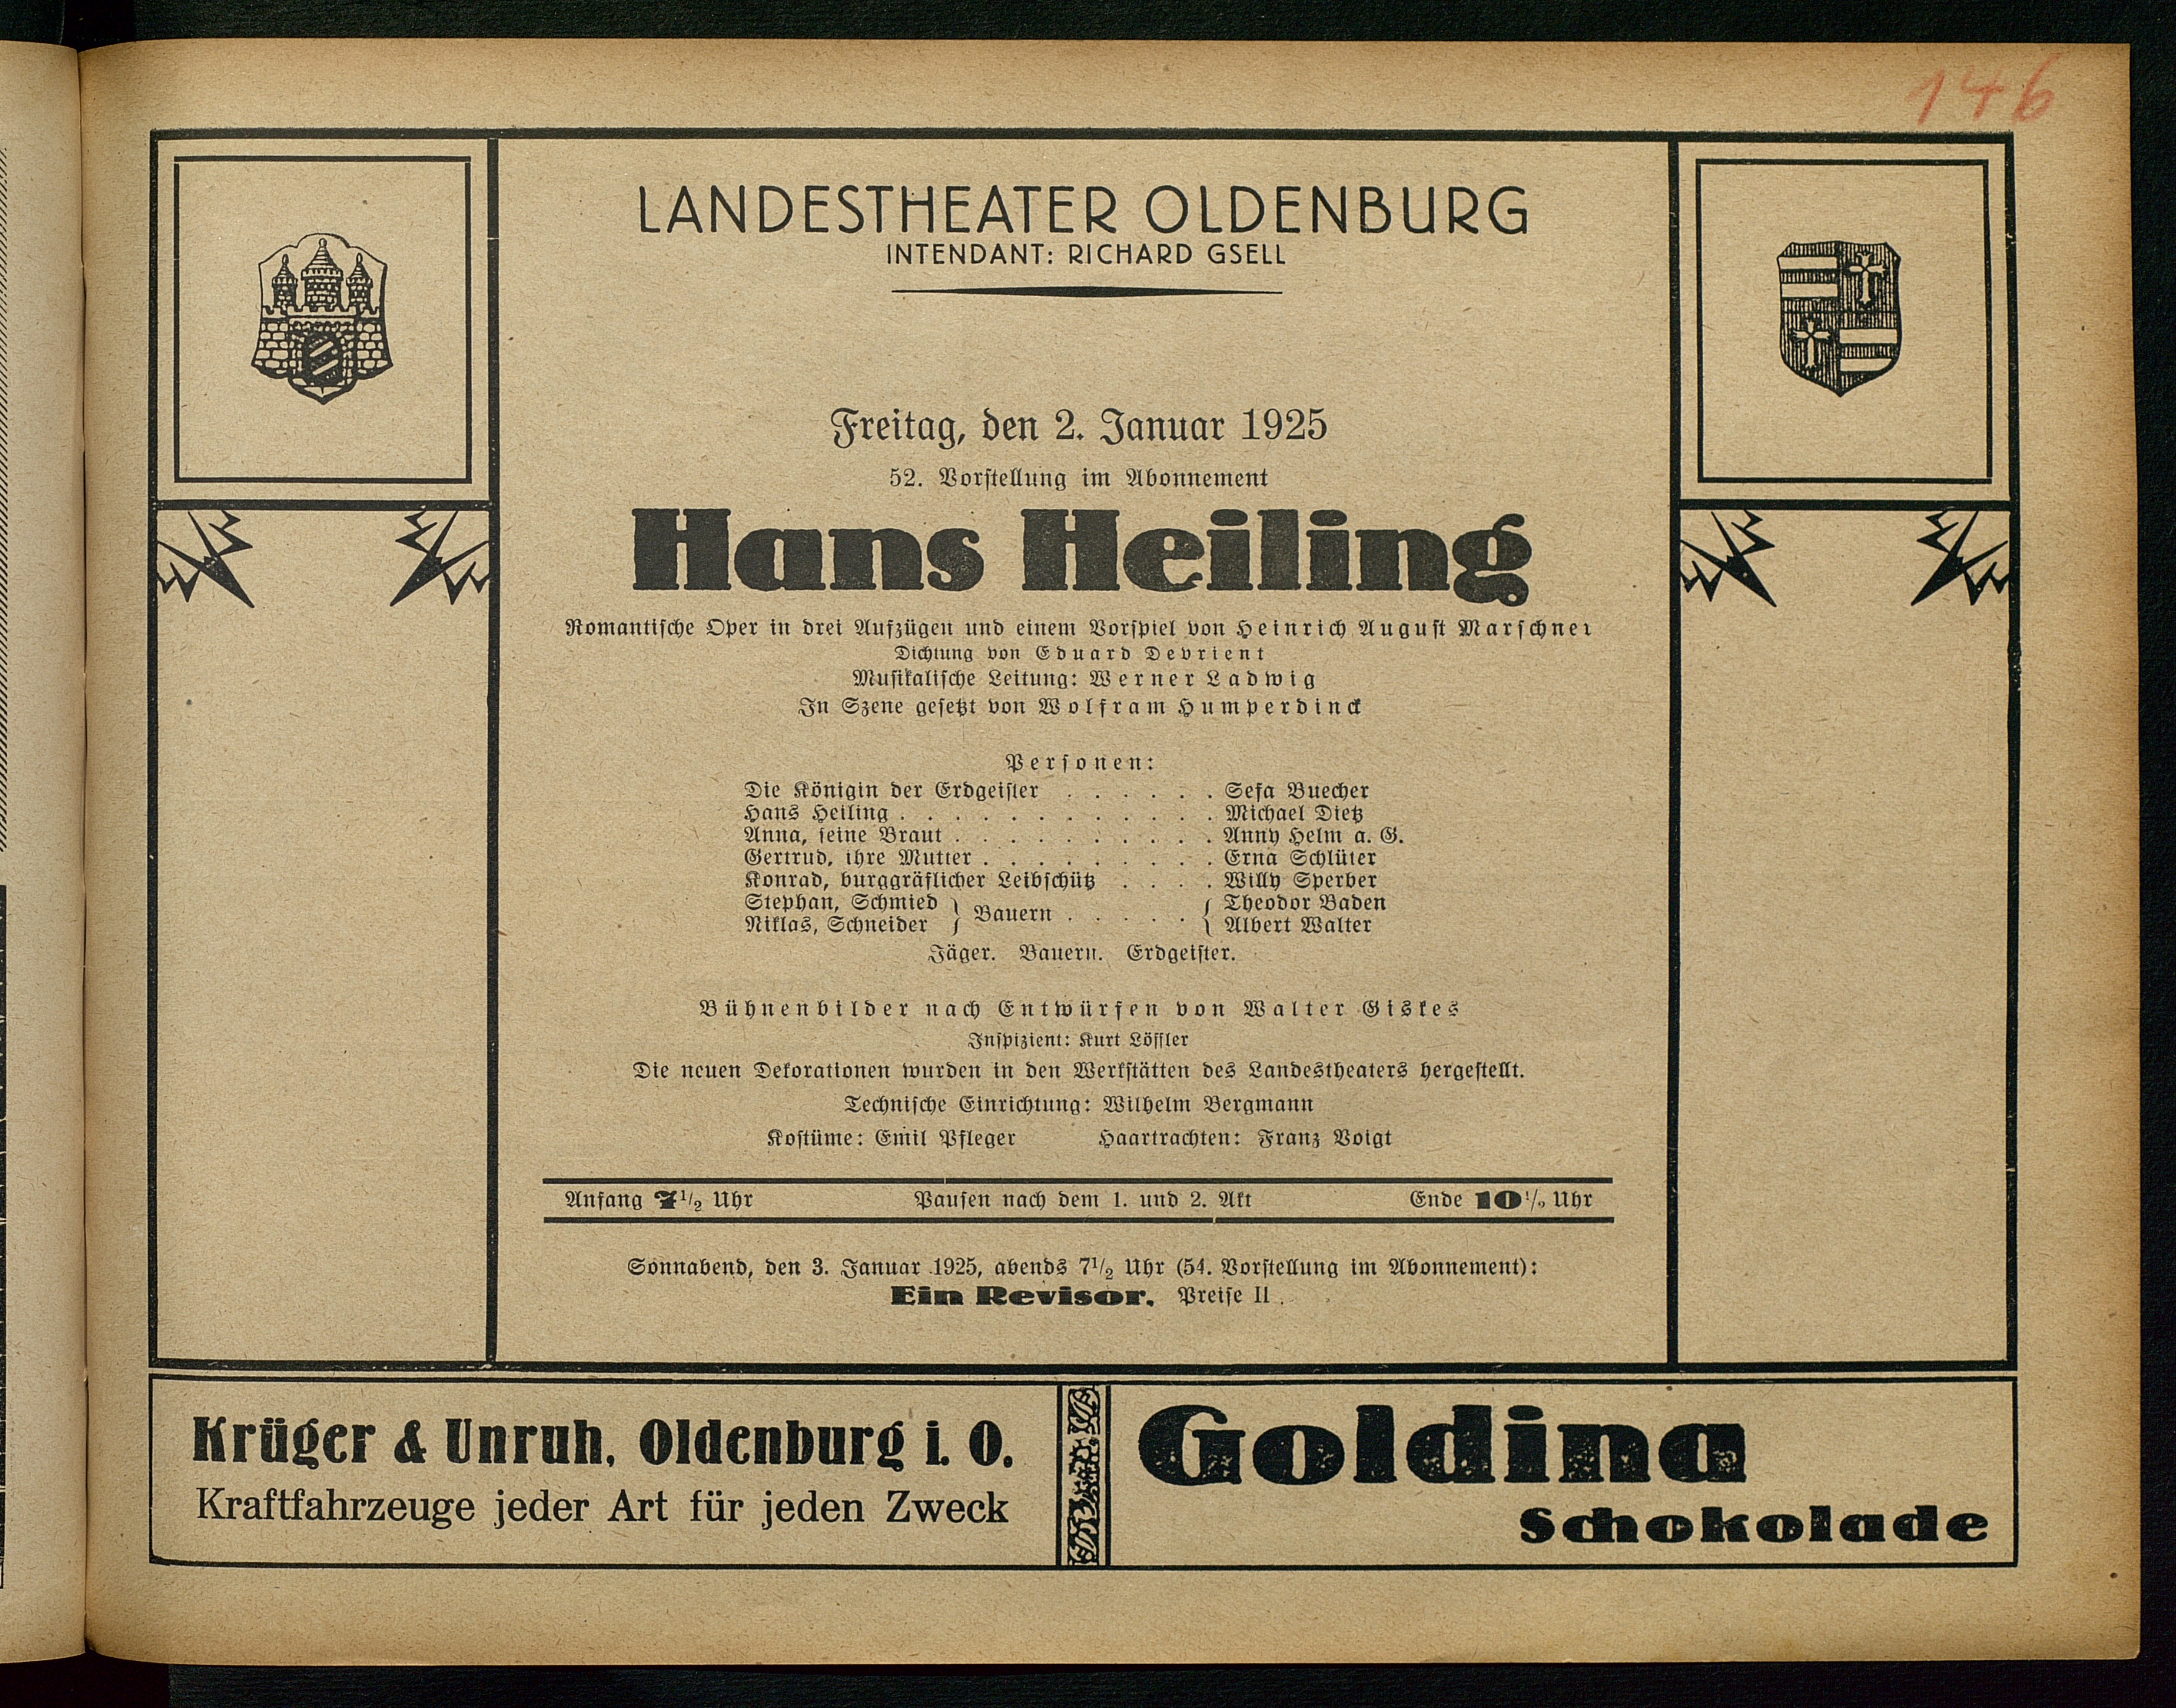 146
LANDESTHEATER OLDENBURG
INTENDANT: RICHARD GSELL
Freitag, den 2. Januar 1925
52. Vorstellung im Abonnement
Hans Heiling
Romantische Oper in drei Aufzügen und einem Vorspiel von Heinrich August Marschner
Dichtung von Eduard Devrient
Musikalische Leitung: Werner Ladwig
In Szene gesetzt von Wolfram Humperdinck
Personen:
Die Königin der Erdgeister . . . . . . Sefa Buecher
Hans Heiling . . . . . . . . . . . . Michael Dietz
Anna, seine Braut . . . . . . . . . . Anny Helm a. G.
Gertrud, ihre Mutter . . . . . . . . . Erna Schlüter
Konrad, burggräflicher Leibschütz . . . . Willy Sperber
Stephan, Schmied } Bauern . . . . . { Theodor Baden
Niklas, Schneider } { Albert Walter
Jäger. Bauern. Erdgeister.
Bühnenbilder nach Entwürfen von Walter Giskes
Inspizient: Kurt Löffler
Die neuen Dekorationen wurden in den Werkstätten des Landestheaters hergestellt.
Technische Einrichtung: Wilhelm Bergmann
Kostüme: Emil Pfleger Haartrachten: Franz Voigt
Anfang 7½ Uhr Pausen nach dem 1. und 2. Akt Ende 10½ Uhr
Sonnabend, den 3. Januar 1925, abends 7½ Uhr (54. Vorstellung im Abonnement):
Ein Revisor. Preise II.
Krüger & Unruh, Oldenburg i. O.
Kraftfahrzeuge jeder Art für jeden Zweck
Goldina
Schokolade